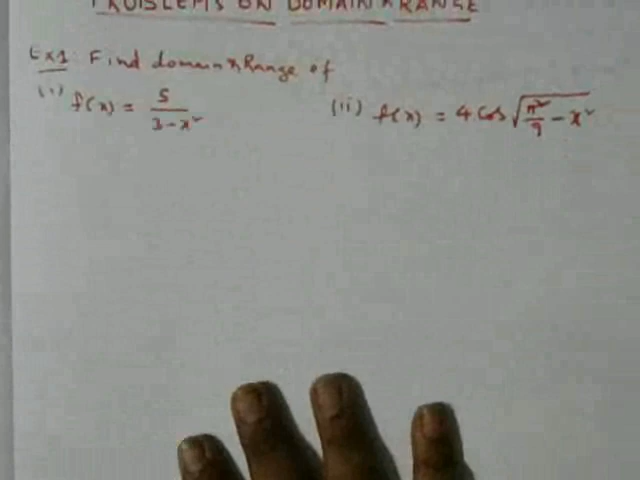 PROBLEMS ON DOMAIN & RANGE
Ex1: Find domain & Range of
(i) f(x) = 5/(3-x²)
(ii) f(x) = 4 cos √(π²/9 - x²)